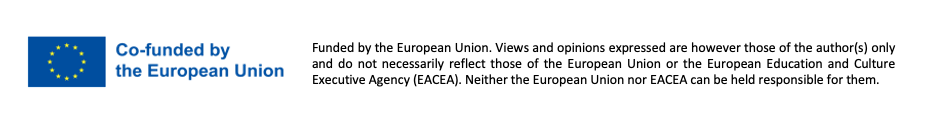 Co-funded by
the European Union
Funded by the European Union. Views and opinions expressed are however those of the author(s) only
and do not necessarily reflect those of the European Union or the European Education and Culture
Executive Agency (EACEA). Neither the European Union nor EACEA can be held responsible for them.